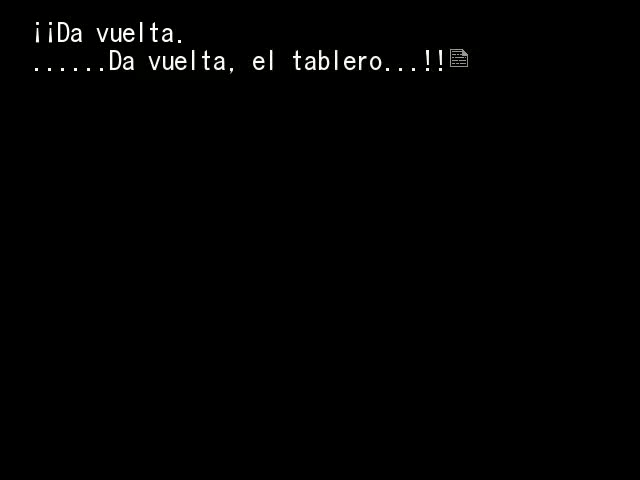 ¡¡Da vuelta.
......Da vuelta, el tablero...!!